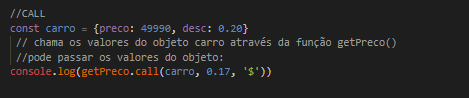 //CALL
const carro = {preco: 49990, desc: 0.20}
// chama os valores do objeto carro através da função getPreco()
//pode passar os valores do objeto:
console.log(getPreco.call(carro, 0.17, '$'))